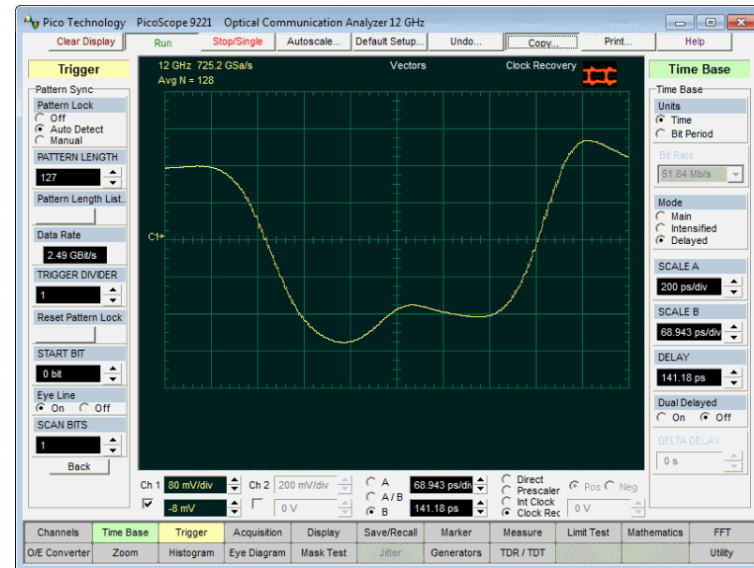 Pico Technology PicoScope 9221 Optical Communication Analyzer 12 GHz
Clear Display Run Stop/Single Autoscale... Default Setup... Undo... Copy... Print... Help
Trigger
Pattern Sync
Pattern Lock
Off
Auto Detect
Manual
PATTERN LENGTH
127
Pattern Length List..
Data Rate
2.49 GBit/s
TRIGGER DIVIDER
1
Reset Pattern Lock
START BIT
0 bit
Eye Line
On Off
SCAN BITS
1
Back
12 GHz 725.2 GSa/s Vectors Clock Recovery
Avg N = 128
C1
Time Base
Time Base
Units
Time
Bit Period
Bit Rate
51.84 Mb/s
Mode
Main
Intensified
Delayed
SCALE A
200 ps/div
SCALE B
68.943 ps/div
DELAY
141.18 ps
Dual Delayed
On Off
DELTA DELAY
0 s
Ch 1 80 mV/div Ch 2 200 mV/div A 68.943 ps/div Direct Pos Neg
A/B Prescaler
-8 mV 0 V B 141.18 ps Int Clock 0 V
Clock Rec
Channels Time Base Trigger Acquisition Display Save/Recall Marker Measure Limit Test Mathematics FFT
O/E Converter Zoom Histogram Eye Diagram Mask Test Jitter Generators TDR / TDT Utility